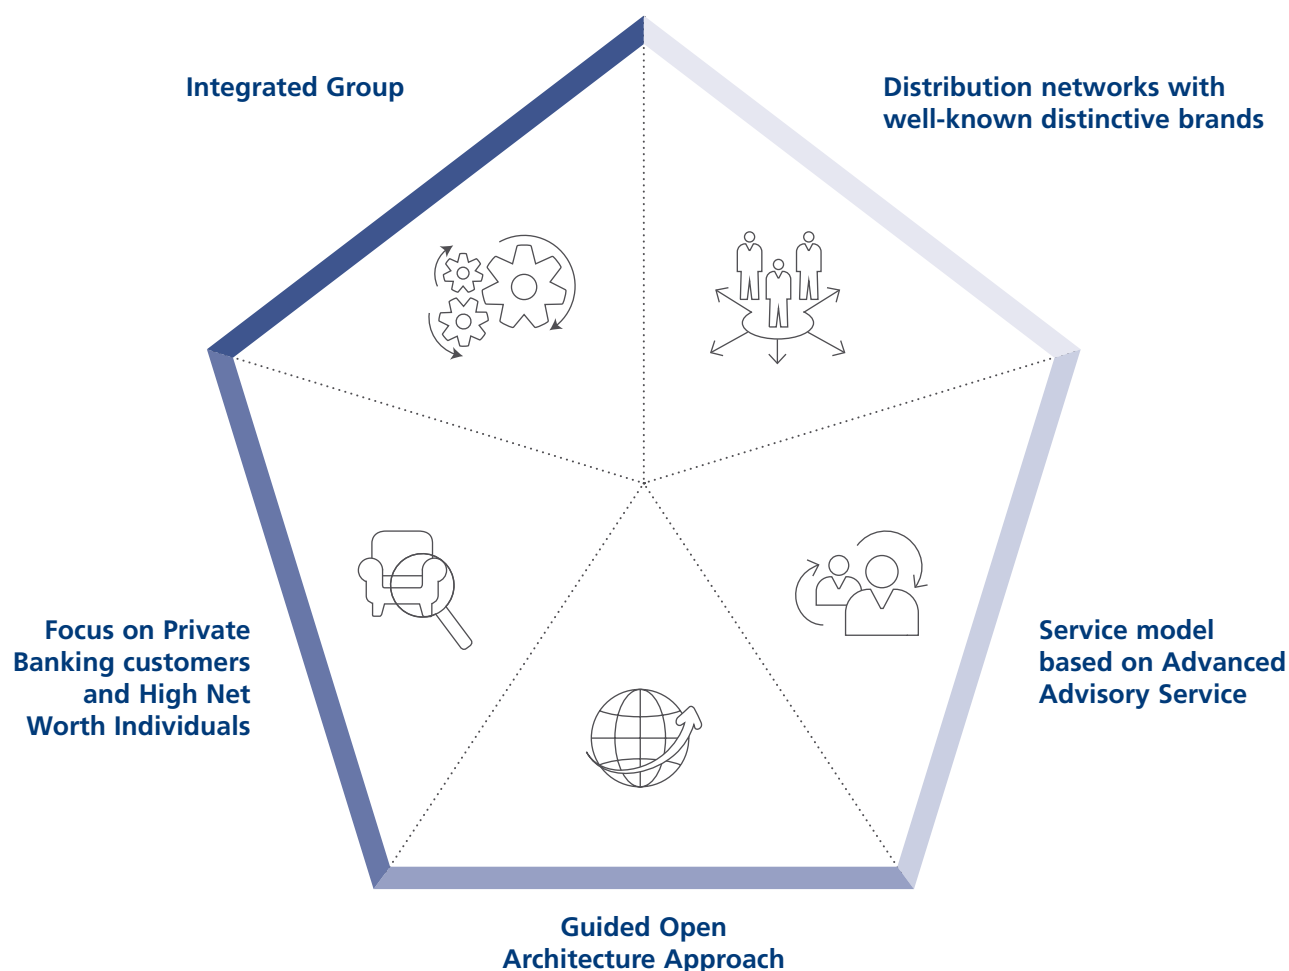 Integrated Group
Distribution networks with
well-known distinctive brands
Focus on Private
Banking customers
and High Net
Worth Individuals
Service model
based on Advanced
Advisory Service
Guided Open
Architecture Approach